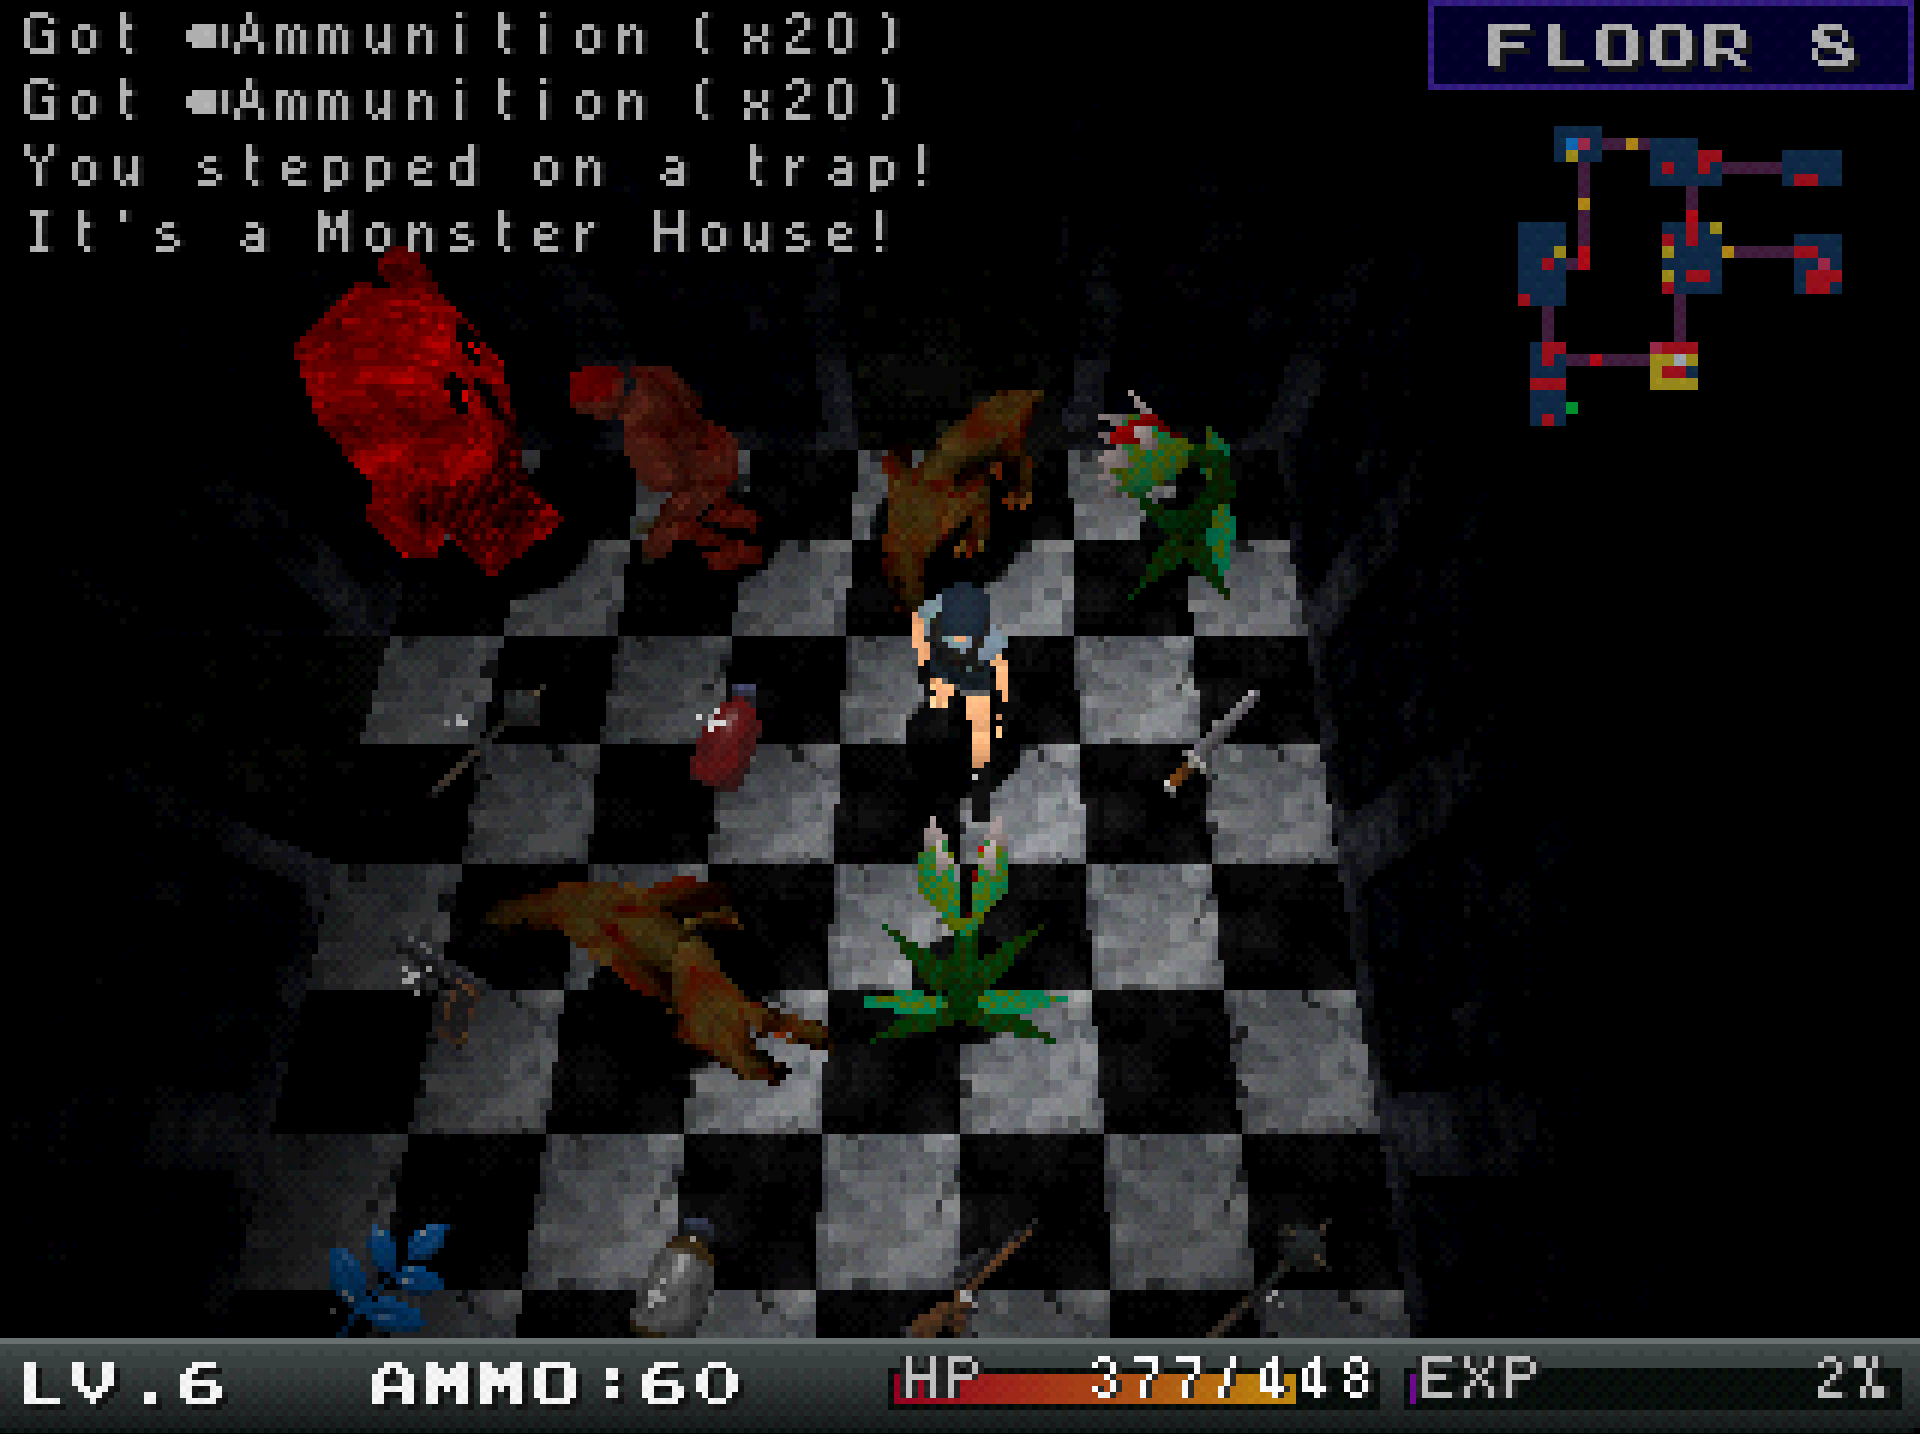 Got Ammunition (x20)
Got Ammunition (x20)
You stepped on a trap!
It's a Monster House!
FLOOR 8
LV.6 AMMO:60 HP 377/448 EXP 2%